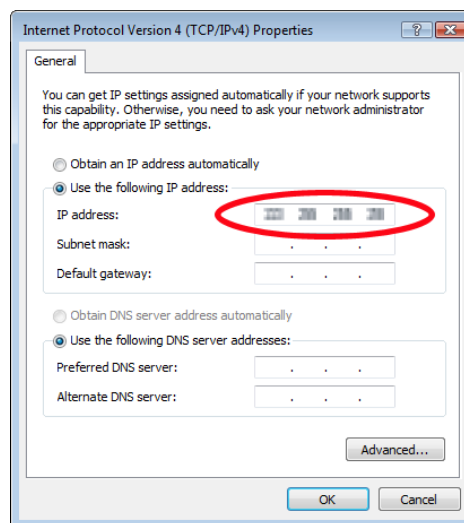 Internet Protocol Version 4 (TCP/IPv4) Properties
General
You can get IP settings assigned automatically if your network supports
this capability. Otherwise, you need to ask your network administrator
for the appropriate IP settings.
Obtain an IP address automatically
Use the following IP address:
IP address:
Subnet mask:
Default gateway:
Obtain DNS server address automatically
Use the following DNS server addresses:
Preferred DNS server:
Alternate DNS server:
Advanced...
OK
Cancel